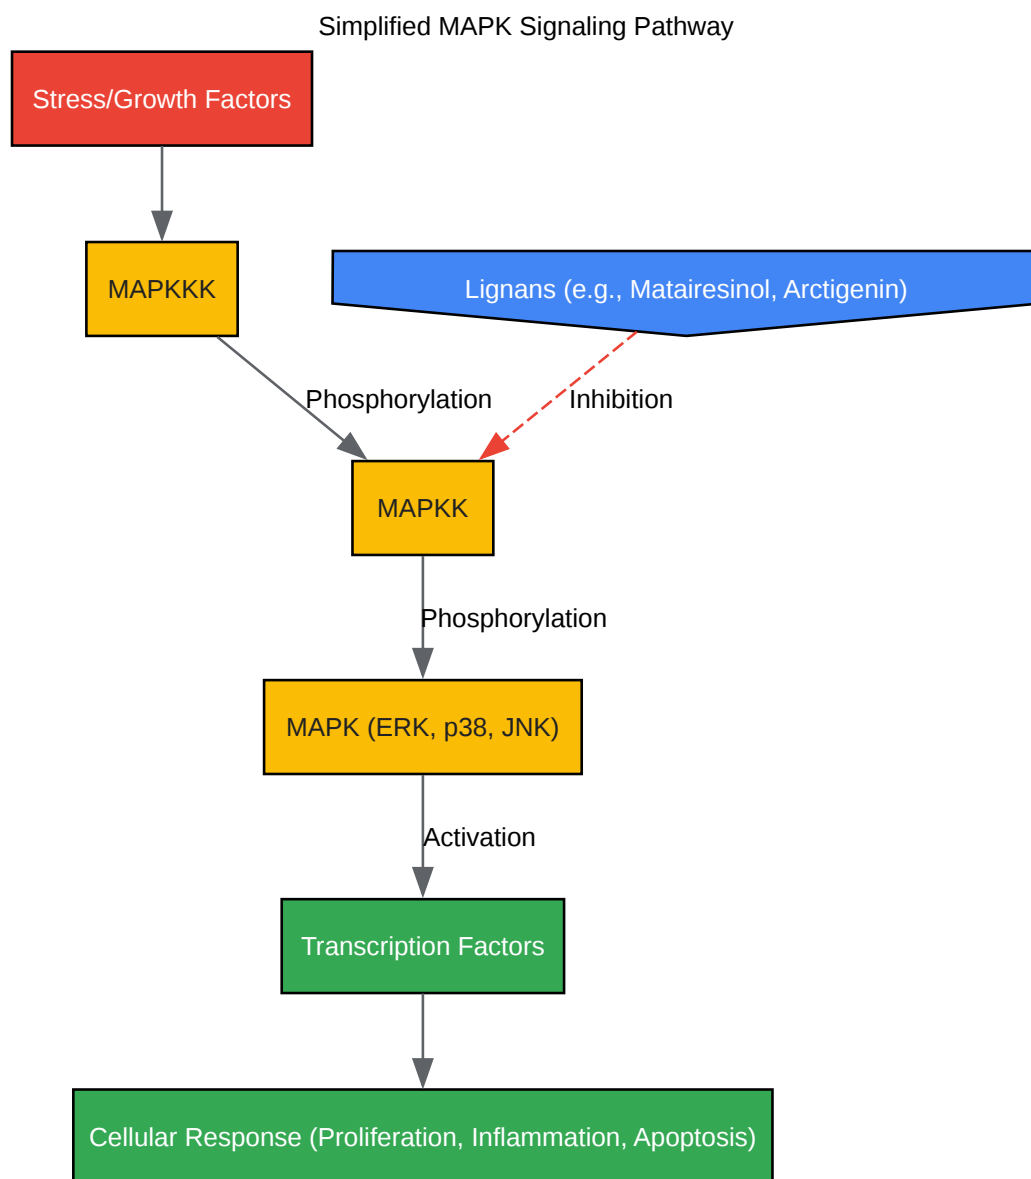 Simplified MAPK Signaling Pathway
Stress/Growth Factors
MAPKKK
Lignans (e.g., Matairesinol, Arctigenin)
Phosphorylation
Inhibition
MAPKK
Phosphorylation
MAPK (ERK, p38, JNK)
Activation
Transcription Factors
Cellular Response (Proliferation, Inflammation, Apoptosis)